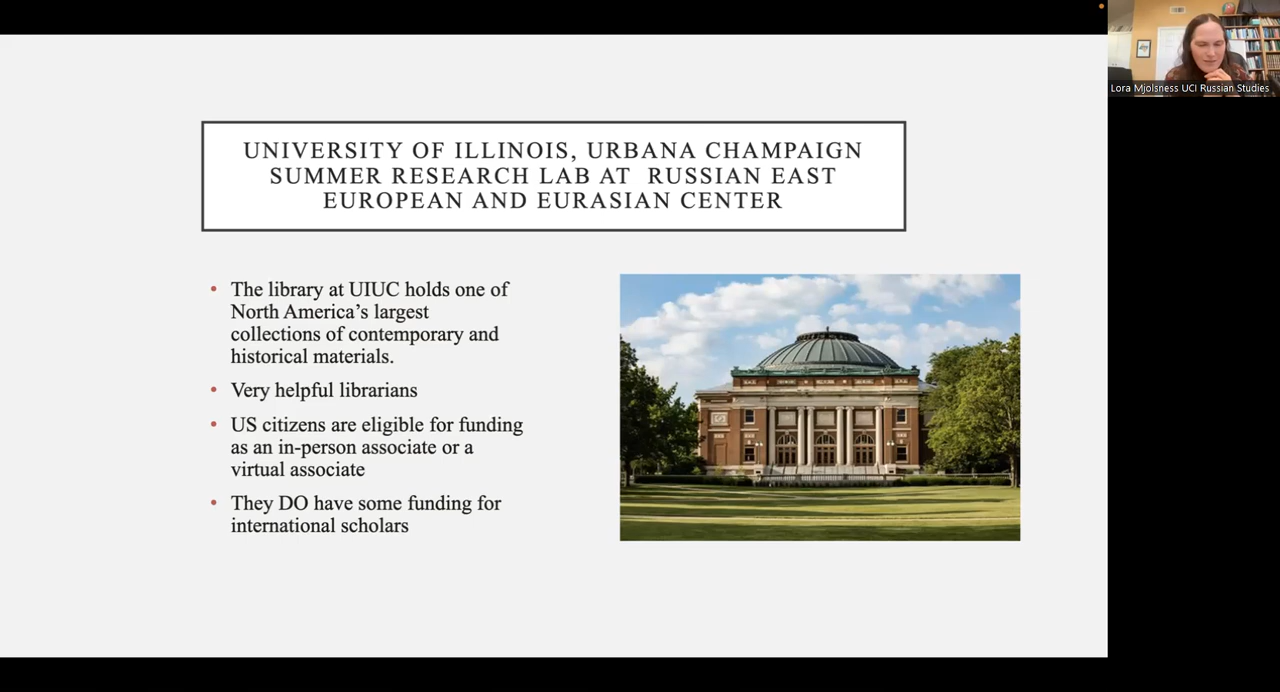 Lora Mjolsness UCI Russian Studies
UNIVERSITY OF ILLINOIS, URBANA CHAMPAIGN
SUMMER RESEARCH LAB AT RUSSIAN EAST
EUROPEAN AND EURASIAN CENTER
• The library at UIUC holds one of
North America’s largest
collections of contemporary and
historical materials.
• Very helpful librarians
• US citizens are eligible for funding
as an in-person associate or a
virtual associate
• They DO have some funding for
international scholars